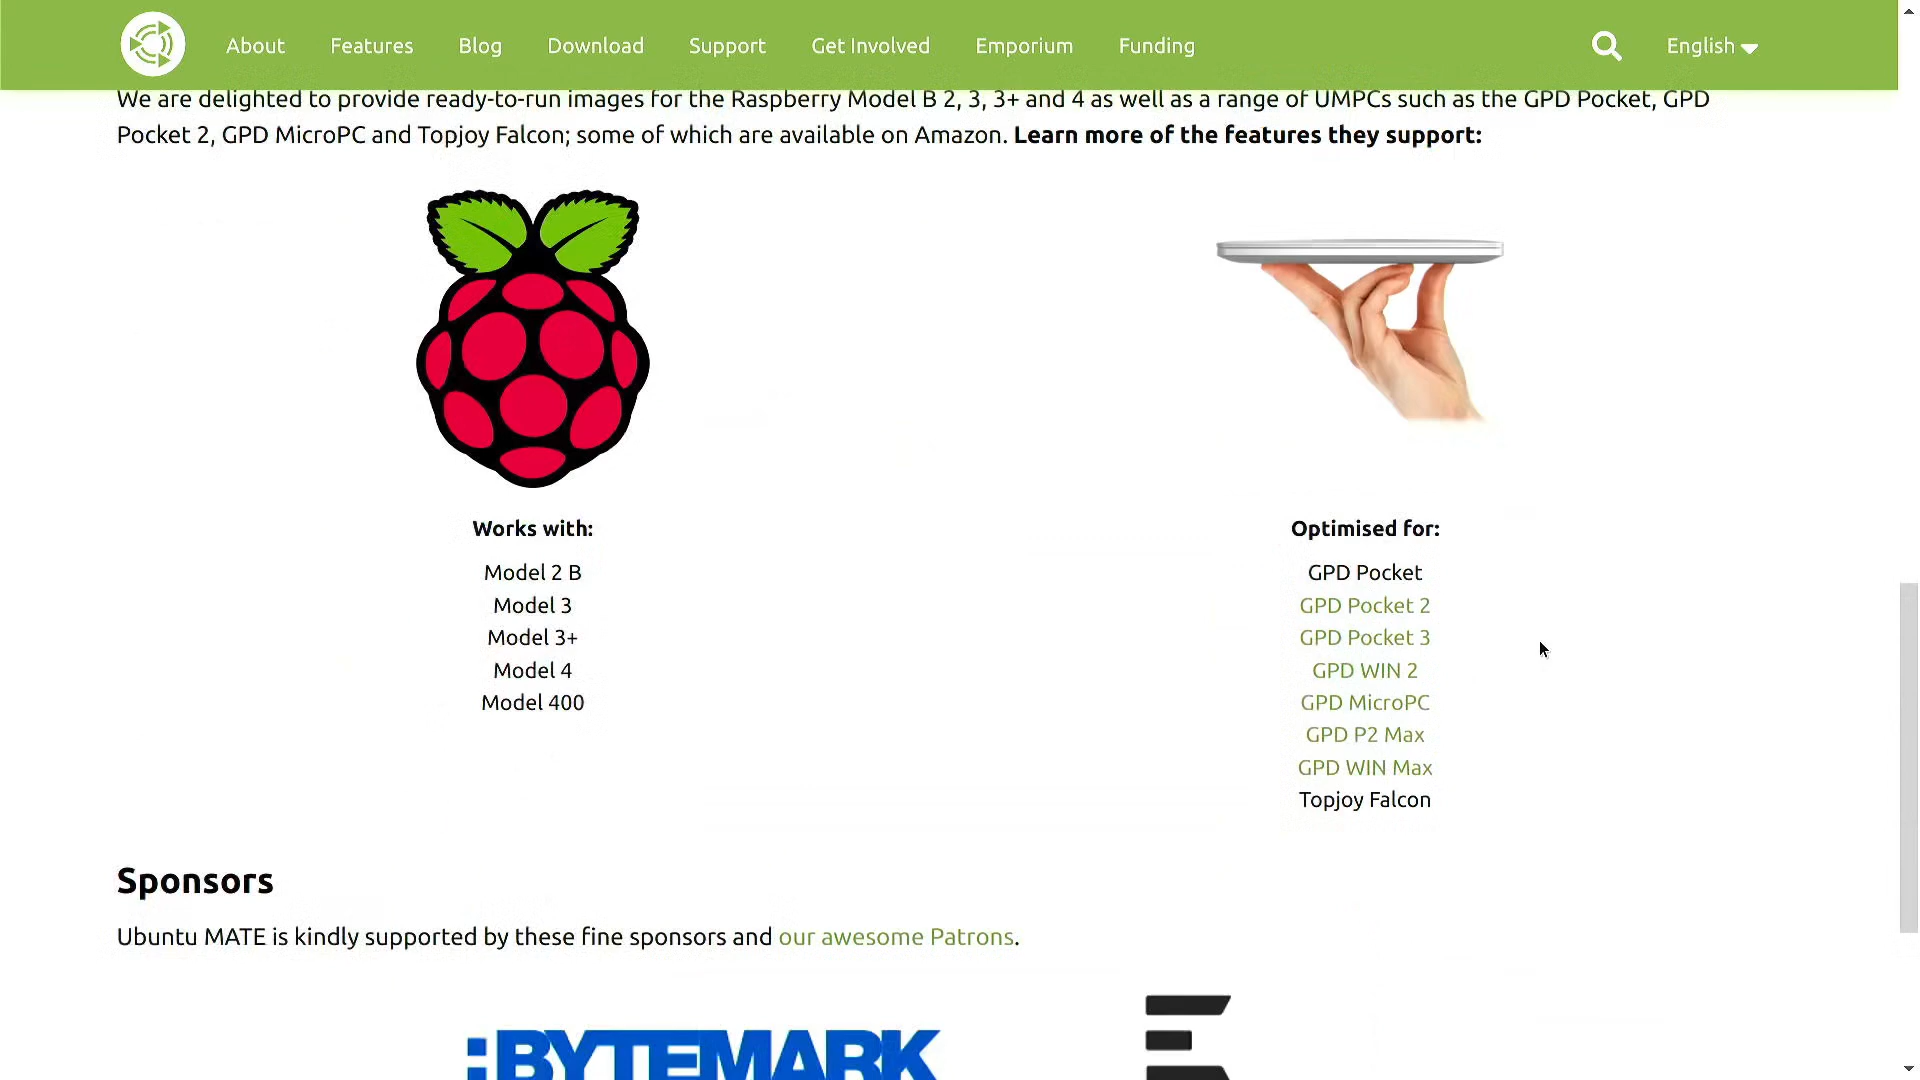 About Features Blog Download Support Get Involved Emporium Funding English
We are delighted to provide ready-to-run images for the Raspberry Model B 2, 3, 3+ and 4 as well as a range of UMPCs such as the GPD Pocket, GPD
Pocket 2, GPD MicroPC and Topjoy Falcon; some of which are available on Amazon. Learn more of the features they support:
Works with:
Model 2 B
Model 3
Model 3+
Model 4
Model 400
Optimised for:
GPD Pocket
GPD Pocket 2
GPD Pocket 3
GPD WIN 2
GPD MicroPC
GPD P2 Max
GPD WIN Max
Topjoy Falcon
Sponsors
Ubuntu MATE is kindly supported by these fine sponsors and our awesome Patrons.
:BYTEMARK